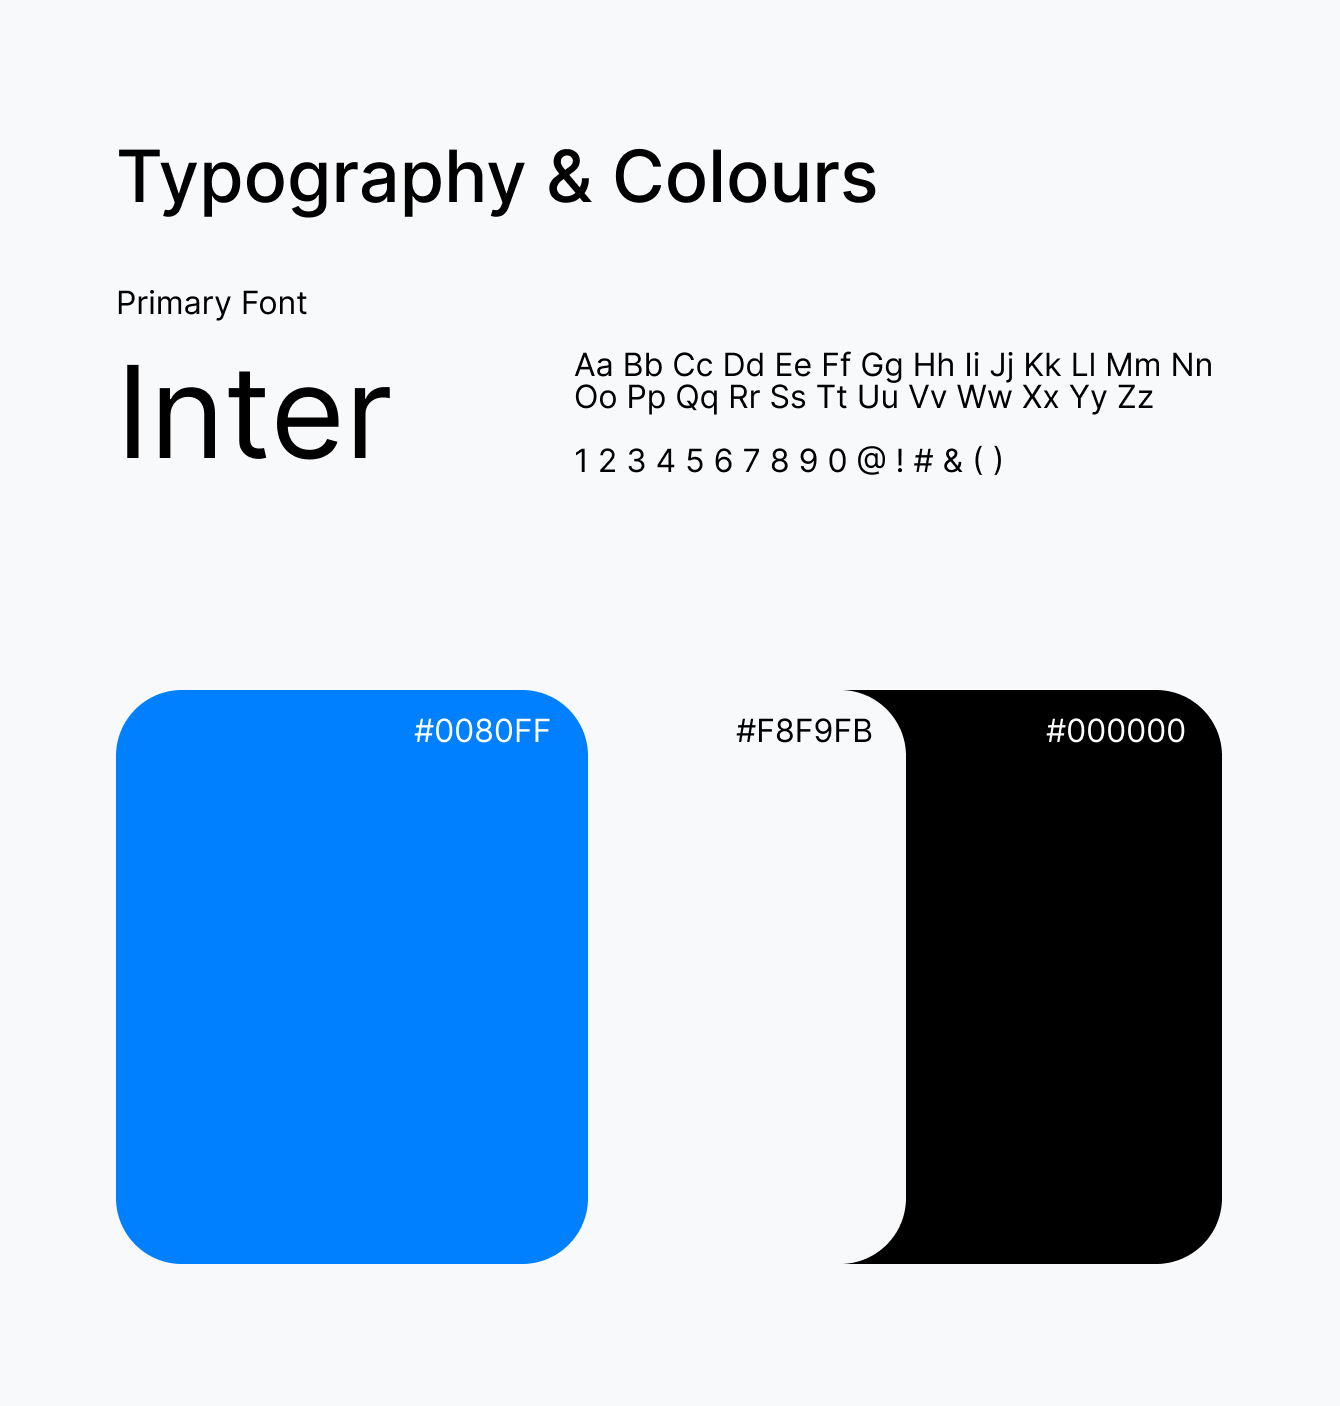 Typography & Colours
Primary Font
Inter
Aa Bb Cc Dd Ee Ff Gg Hh Ii Jj Kk Ll Mm Nn
Oo Pp Qq Rr Ss Tt Uu Vv Ww Xx Yy Zz
1 2 3 4 5 6 7 8 9 0 @ ! # & ( )
#0080FF
#F8F9FB
#000000